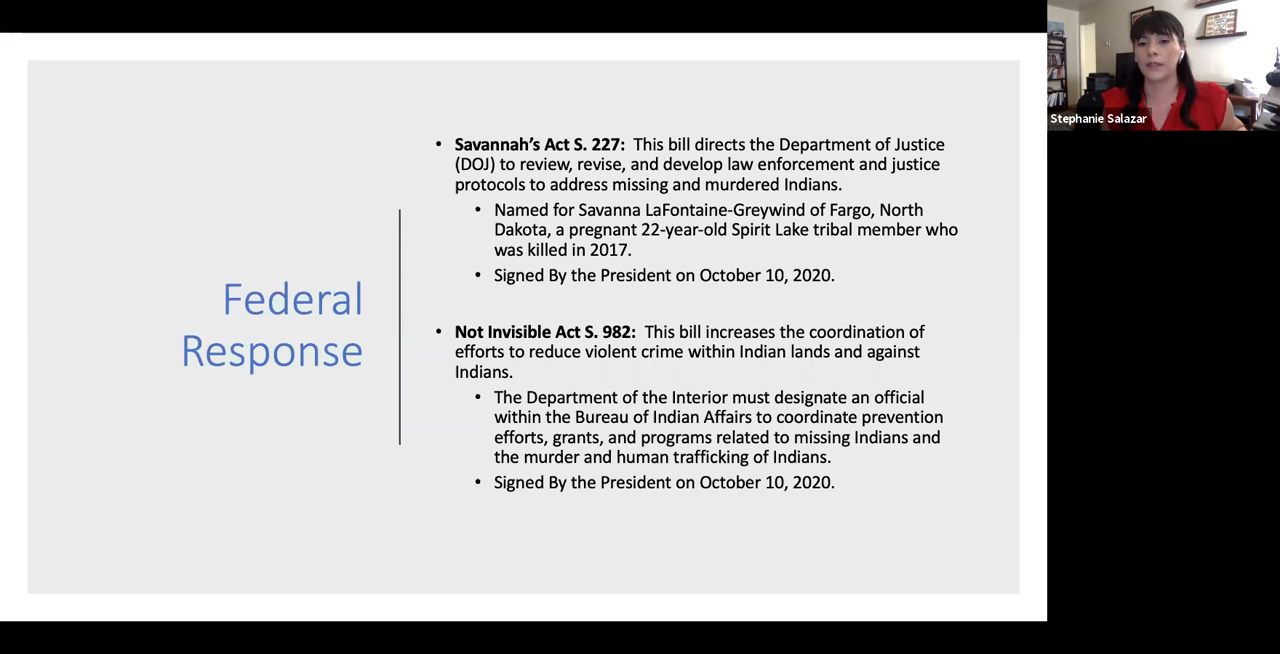 Federal
Response
• Savannah’s Act S. 227:  This bill directs the Department of Justice
(DOJ) to review, revise, and develop law enforcement and justice
protocols to address missing and murdered Indians.
• Named for Savanna LaFontaine-Greywind of Fargo, North
Dakota, a pregnant 22-year-old Spirit Lake tribal member who
was killed in 2017.
• Signed By the President on October 10, 2020.
• Not Invisible Act S. 982:  This bill increases the coordination of
efforts to reduce violent crime within Indian lands and against
Indians.
• The Department of the Interior must designate an official
within the Bureau of Indian Affairs to coordinate prevention
efforts, grants, and programs related to missing Indians and
the murder and human trafficking of Indians.
• Signed By the President on October 10, 2020.
Stephanie Salazar